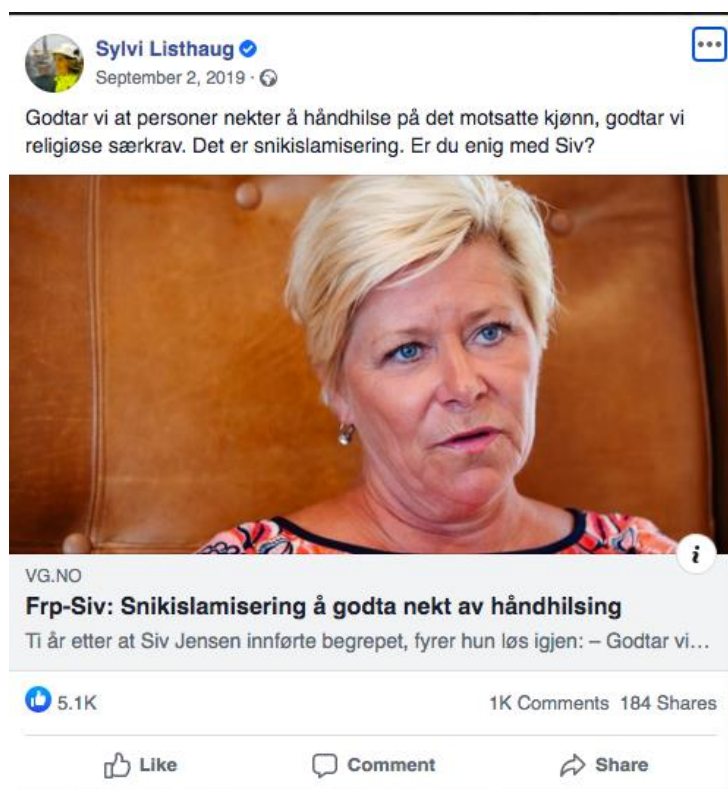 Sylvi Listhaug
September 2, 2019 ·
Godtar vi at personer nekter å håndhilse på det motsatte kjønn, godtar vi
religiøse særkrav. Det er snikislamisering. Er du enig med Siv?
i
VG.NO
Frp-Siv: Snikislamisering å godta nekt av håndhilsing
Ti år etter at Siv Jensen innførte begrepet, fyrer hun løs igjen: – Godtar vi...
5.1K 1K Comments 184 Shares
Like Comment Share